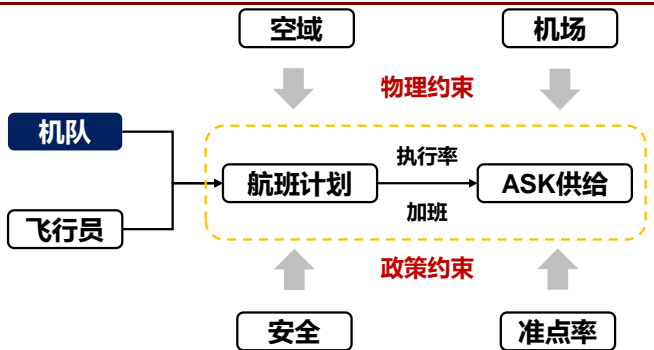 空域
机场
物理约束
机队
执行率
航班计划
ASK供给
加班
飞行员
政策约束
安全
准点率